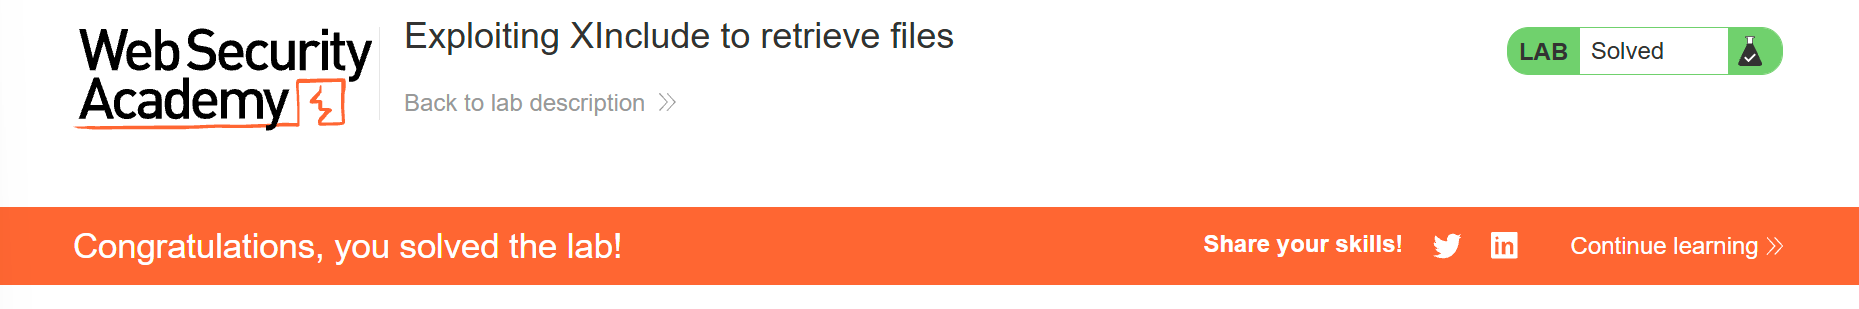 Web Security
Academy
Exploiting XInclude to retrieve files
Back to lab description
LAB Solved
Congratulations, you solved the lab!
Share your skills!
Continue learning